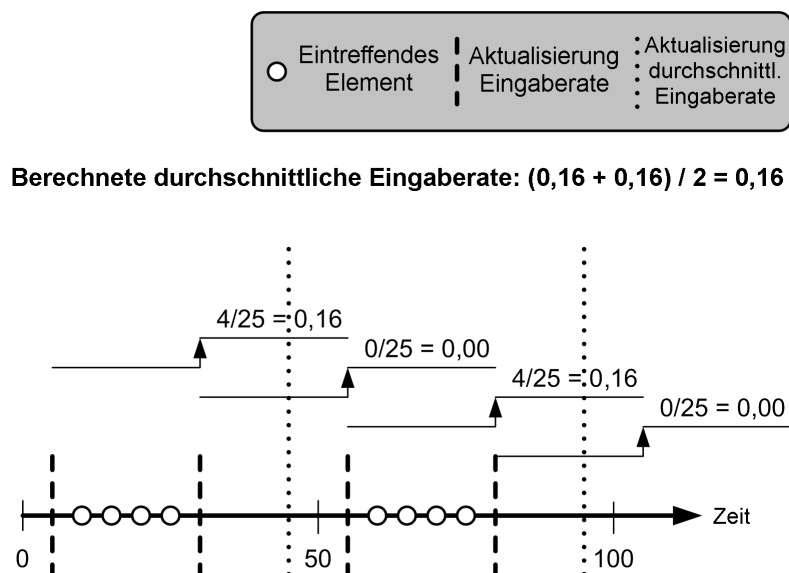 Eintreffendes
Element
Aktualisierung
Eingaberate
Aktualisierung
durchschnittl.
Eingaberate
Berechnete durchschnittliche Eingaberate: (0,16 + 0,16) / 2 = 0,16
4/25 = 0,16
0/25 = 0,00
4/25 = 0,16
0/25 = 0,00
Zeit
0
50
100